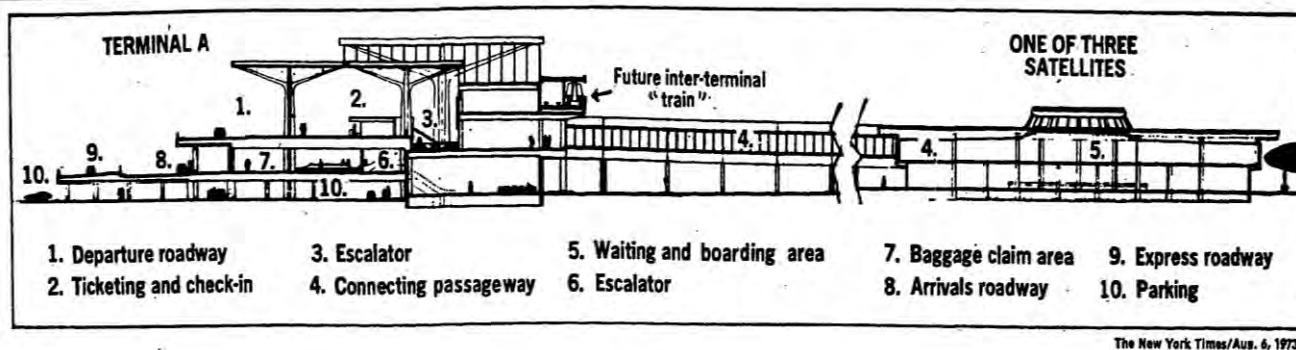 TERMINAL A
ONE OF THREE
SATELLITES
Future inter-terminal
"train"
1.
2.
3.
4.
4.
5.
10.
9.
8.
7.
6.
10.
1. Departure roadway
2. Ticketing and check-in
3. Escalator
4. Connecting passageway
5. Waiting and boarding area
6. Escalator
7. Baggage claim area
8. Arrivals roadway
9. Express roadway
10. Parking
The New York Times/Aug. 6, 1973